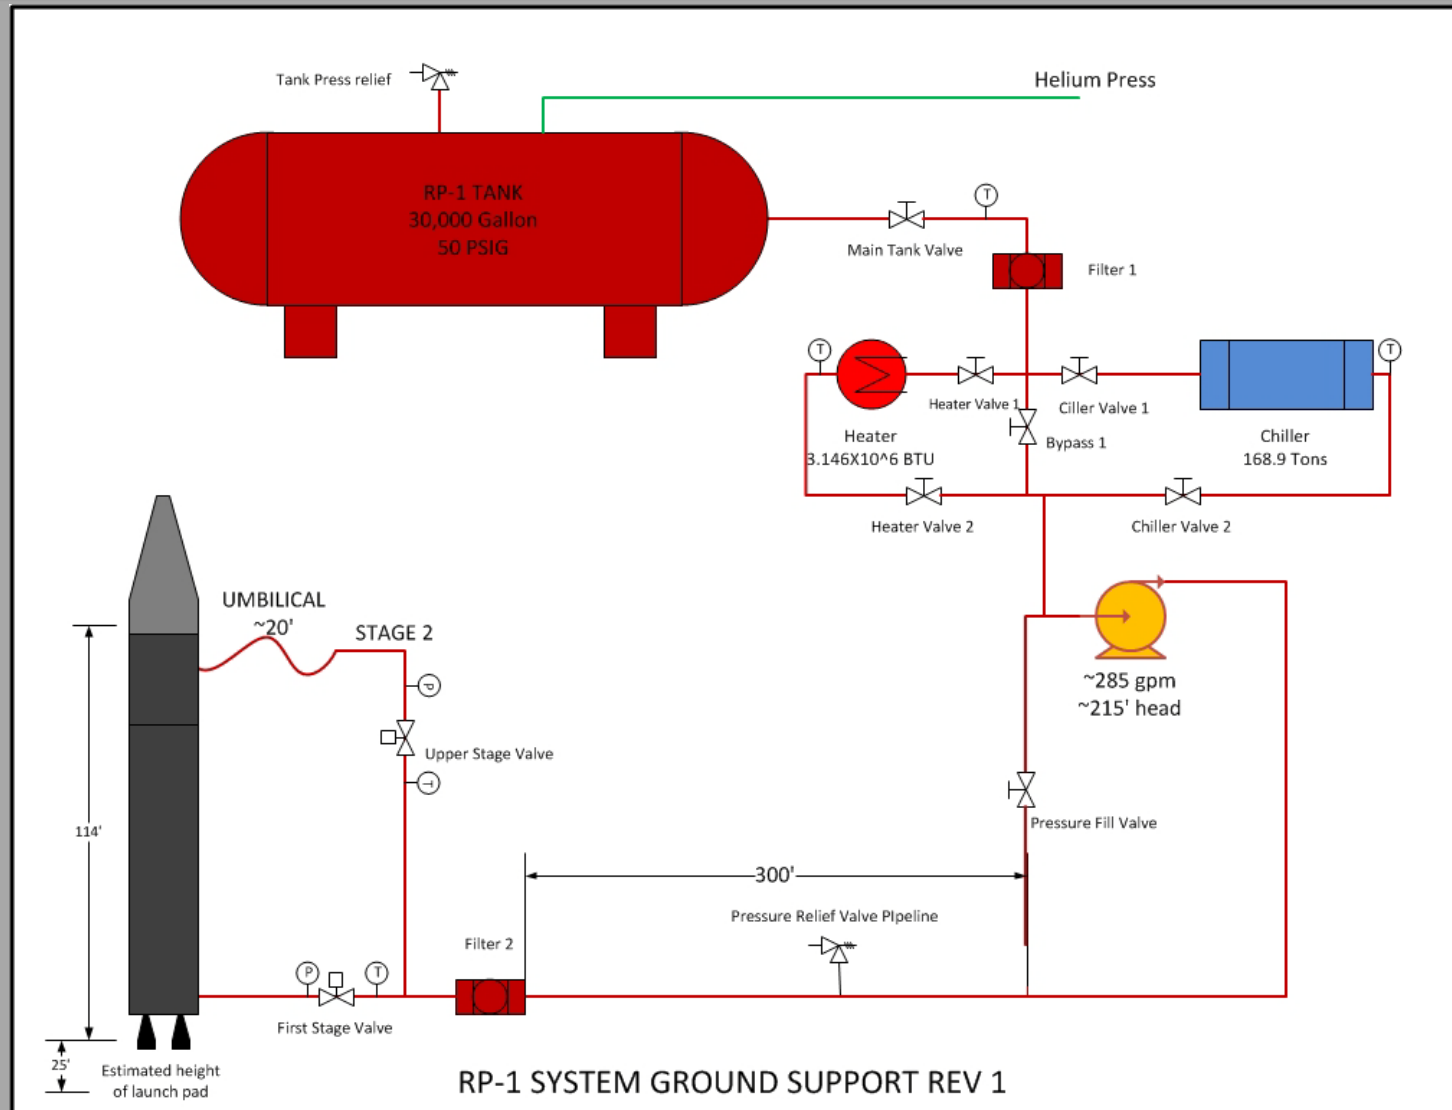 Tank Press relief
Helium Press
RP-1 TANK
30,000 Gallon
50 PSIG
T
Main Tank Valve
Filter 1
T
T
Heater Valve 1
Ciller Valve 1
Heater
3.146X10^6 BTU
Bypass 1
Chiller
168.9 Tons
Heater Valve 2
Chiller Valve 2
UMBILICAL
~20'
STAGE 2
P
~285 gpm
~215' head
Upper Stage Valve
T
114'
Pressure Fill Valve
300'
Pressure Relief Valve PIpeline
Filter 2
P
T
First Stage Valve
25'
Estimated height
of launch pad
RP-1 SYSTEM GROUND SUPPORT REV 1